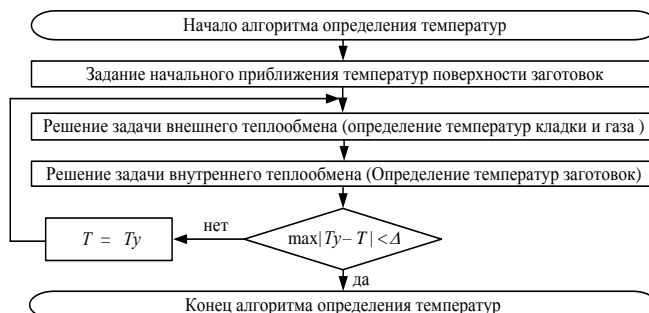 Начало алгоритма определения температур
Задание начального приближения температур поверхности заготовок
Решение задачи внешнего теплообмена (определение температур кладки и газа )
Решение задачи внутреннего теплообмена (Определение температур заготовок)
нет
T = Ty
max|Ty – T | < Δ
да
Конец алгоритма определения температур